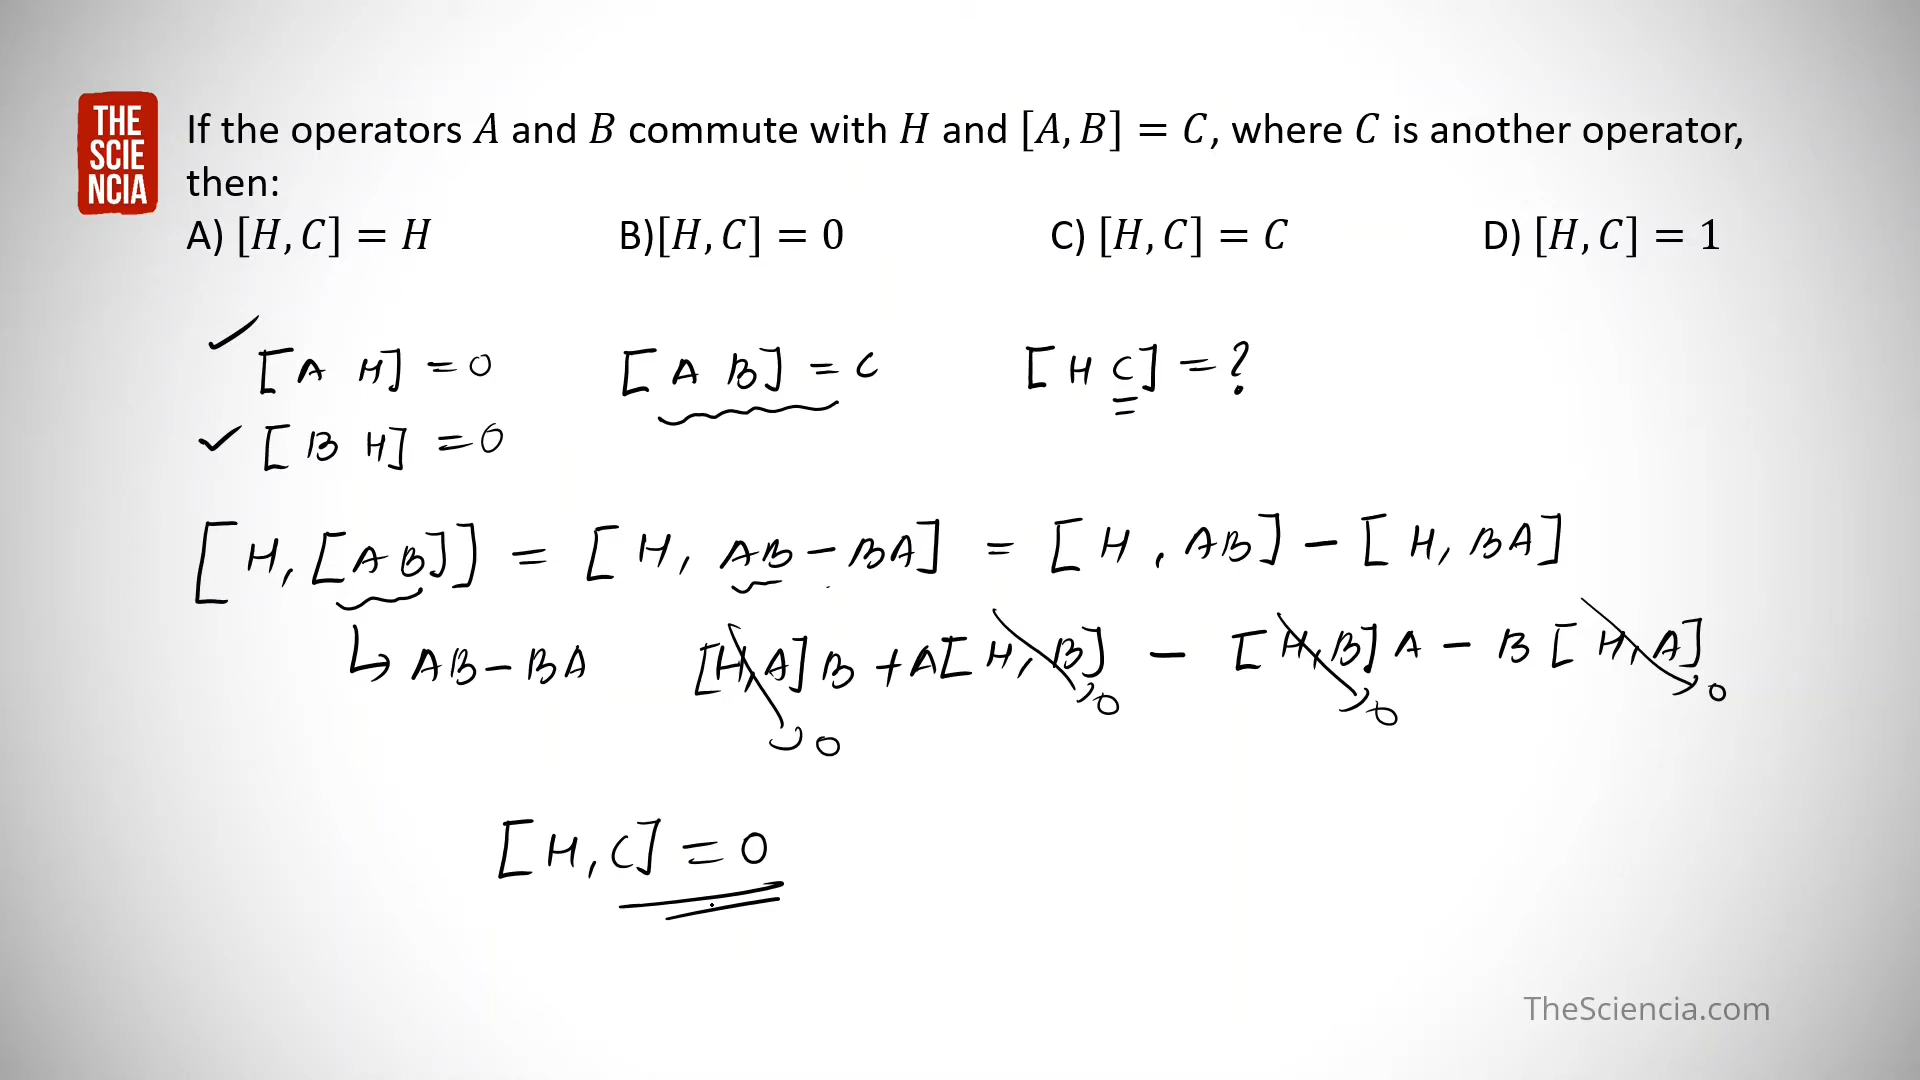 THE
SCIE
NCIA
If the operators A and B commute with H and [A, B] = C, where C is another operator,
then:
A) [H, C] = H B)[H, C] = 0 C) [H, C] = C D) [H, C] = 1
[A H] = 0 [A B] = C [H C] = ?
[B H] = 0
[H, [A B]] = [H, AB − BA] = [H, AB] − [H, BA]
AB − BA [H,A] B + A[H, B] − [H,B] A − B [H, A]
0 0 0 0
[H, C] = 0
TheSciencia.com